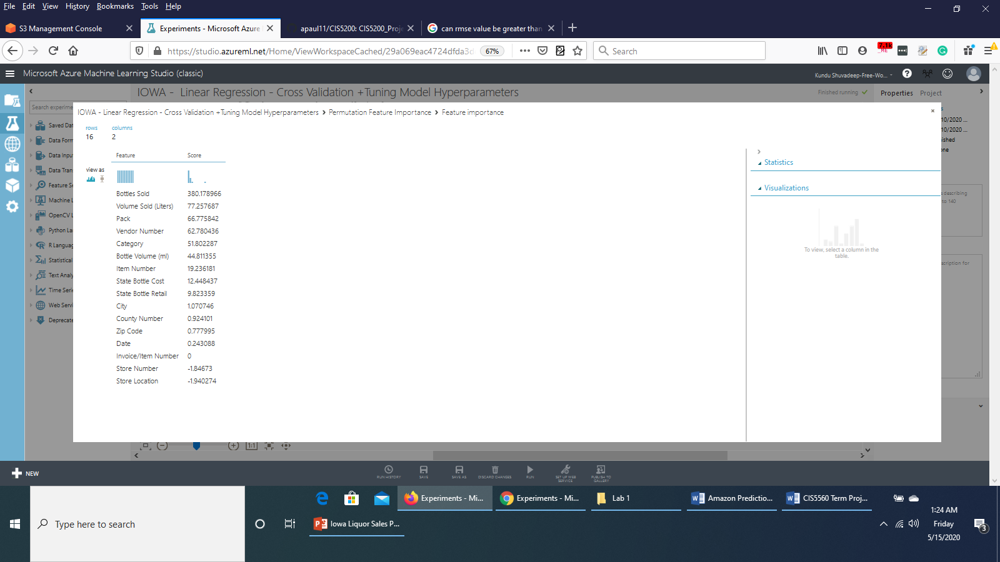 File Edit View History Bookmarks Tools Help
S3 Management Console
Experiments - Microsoft Azure
apaul11/CIS5200: CIS5200_Proje
can rmse value be greater than
https://studio.azureml.net/Home/ViewWorkspaceCached/29a069eac4724dfda3d
67%
Search
7.1k
Microsoft Azure Machine Learning Studio (classic)
Kundu Shuvadeep-Free-Wo...
IOWA - Linear Regression - Cross Validation +Tuning Model Hyperparameters
Finished running
Properties Project
Search experime
Saved Dat
Data Form
Data Inpu
Data Tran
Feature Se
Machine L
OpenCV L
Python La
R Languag
Statistical
Text Analy
Time Serie
Web Servi
Deprecate
IOWA - Linear Regression - Cross Validation +Tuning Model Hyperparameters > Permutation Feature Importance > Feature importance
rows columns
16 2
Feature Score
view as
Bottles Sold 380.178966
Volume Sold (Liters) 77.257687
Pack 66.775842
Vendor Number 62.780436
Category 51.802287
Bottle Volume (ml) 44.811355
Item Number 19.236181
State Bottle Cost 12.448437
State Bottle Retail 9.823359
City 1.070746
County Number 0.924101
Zip Code 0.777995
Date 0.243088
Invoice/Item Number 0
Store Number -1.84673
Store Location -1.940274
Statistics
Visualizations
To view, select a column in the
table.
10/2020 ...
10/2020 ...
ished
one
describing
to 140
scription for
1:1
NEW
RUN HISTORY
SAVE
SAVE AS
DISCARD CHANGES
RUN
SET UP WEB
SERVICE
PUBLISH TO
GALLERY
Experiments - Mi...
Experiments - Mi...
Lab 1
Amazon Predictio...
CIS5560 Term Proj...
Type here to search
Iowa Liquor Sales P...
1:24 AM
Friday
5/15/2020
3